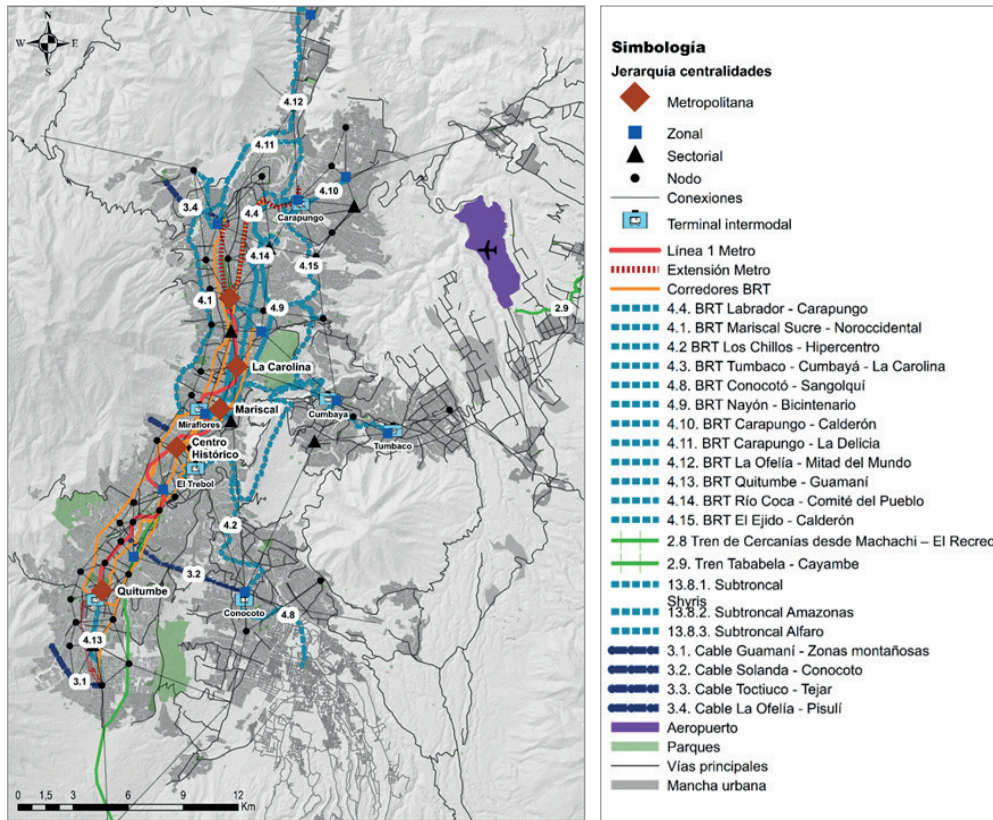 N
W E
S
4.12
4.11
4.10
3.4
4.4
Carapungo
4.14
4.15
2.9
4.1
4.9
La Carolina
Cumbaya
Mariscal
Miraflores
Tumbaco
Centro
Histórico
El Trebol
4.2
3.2
Quitumbe
Conocoto
4.8
4.13
3.1
0 1,5 3 6 9 12
Km
Simbología
Jerarquía centralidades
Metropolitana
Zonal
Sectorial
Nodo
Conexiones
Terminal intermodal
Línea 1 Metro
Extensión Metro
Corredores BRT
4.4. BRT Labrador - Carapungo
4.1. BRT Mariscal Sucre - Noroccidental
4.2 BRT Los Chillos - Hipercentro
4.3. BRT Tumbaco - Cumbayá - La Carolina
4.8. BRT Conocotó - Sangolquí
4.9. BRT Nayón - Bicintenario
4.10. BRT Carapungo - Calderón
4.11. BRT Carapungo - La Delicia
4.12. BRT La Ofelía - Mitad del Mundo
4.13. BRT Quitumbe - Guamaní
4.14. BRT Río Coca - Comité del Pueblo
4.15. BRT El Ejido - Calderón
2.8 Tren de Cercanías desde Machachi – El Recreo
2.9. Tren Tababela - Cayambe
13.8.1. Subtroncal
Shyris
13.8.2. Subtroncal Amazonas
13.8.3. Subtroncal Alfaro
3.1. Cable Guamaní - Zonas montañosas
3.2. Cable Solanda - Conocoto
3.3. Cable Toctiuco - Tejar
3.4. Cable La Ofelía - Pisulí
Aeropuerto
Parques
Vías principales
Mancha urbana